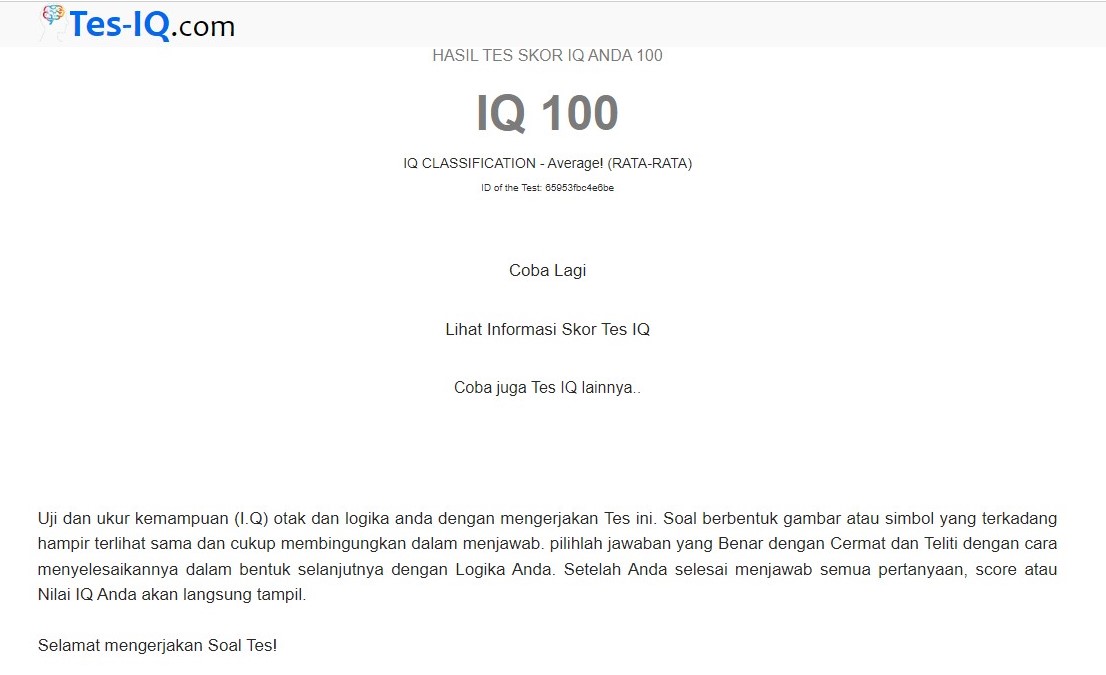 Tes-IQ.com
HASIL TES SKOR IQ ANDA 100
IQ 100
IQ CLASSIFICATION - Average! (RATA-RATA)
ID of the Test: 65953fbc4e6be
Coba Lagi
Lihat Informasi Skor Tes IQ
Coba juga Tes IQ lainnya..
Uji dan ukur kemampuan (I.Q) otak dan logika anda dengan mengerjakan Tes ini. Soal berbentuk gambar atau simbol yang terkadang
hampir terlihat sama dan cukup membingungkan dalam menjawab. pilihlah jawaban yang Benar dengan Cermat dan Teliti dengan cara
menyelesaikannya dalam bentuk selanjutnya dengan Logika Anda. Setelah Anda selesai menjawab semua pertanyaan, score atau
Nilai IQ Anda akan langsung tampil.
Selamat mengerjakan Soal Tes!